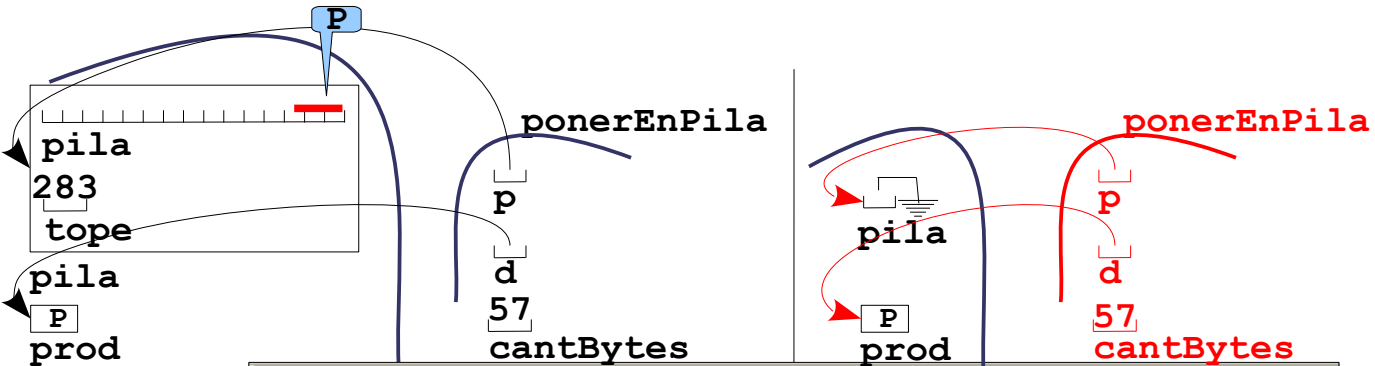 P
ponerEnPila
pila
283
tope
p
pila
d
P
57
prod
cantBytes
ponerEnPila
p
pila
d
P
57
prod
cantBytes